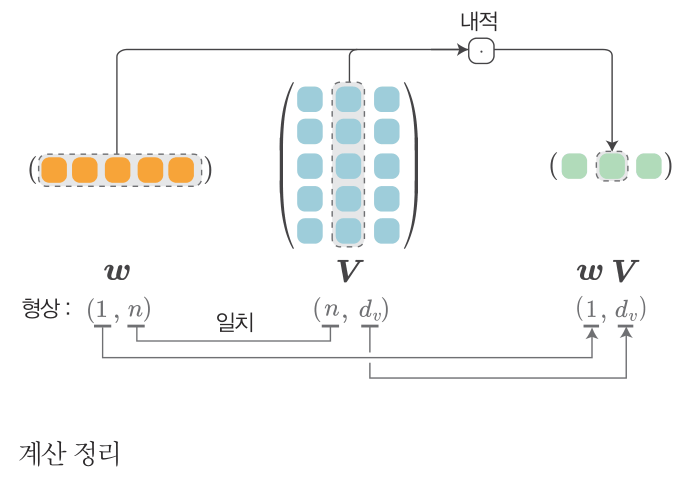 내적
·
w V w V
형상 : (1, n) (n, d_v) (1, d_v)
일치
계산 정리